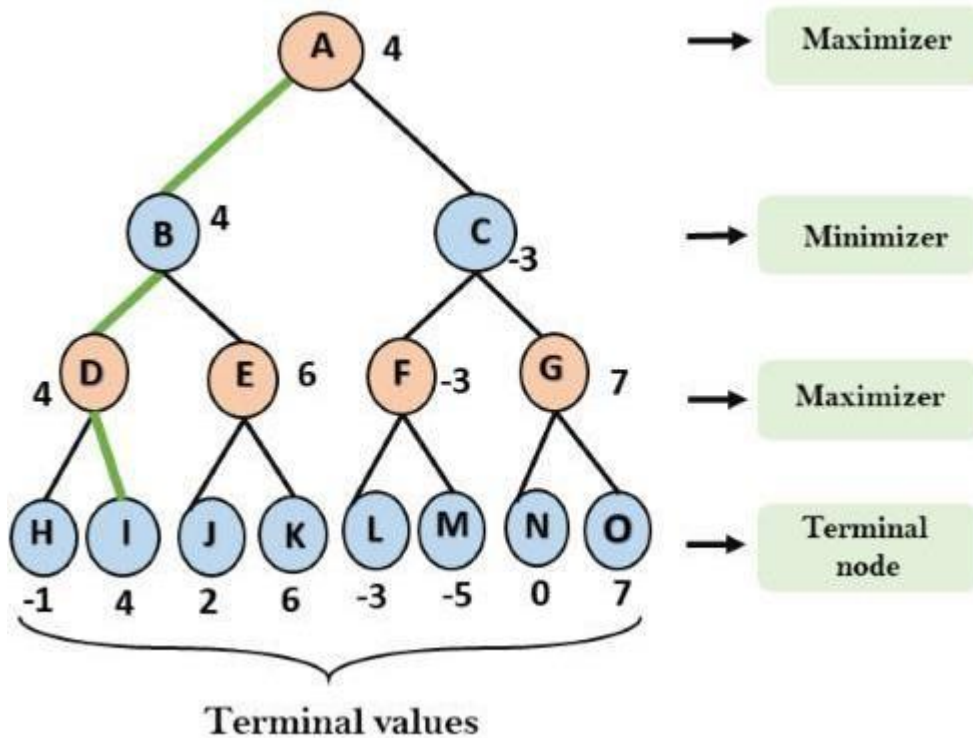 A 4 Maximizer
B 4 C -3 Minimizer
D 4 E 6 F -3 G 7 Maximizer
H I J K L M N O Terminal
node
-1 4 2 6 -3 -5 0 7
Terminal values